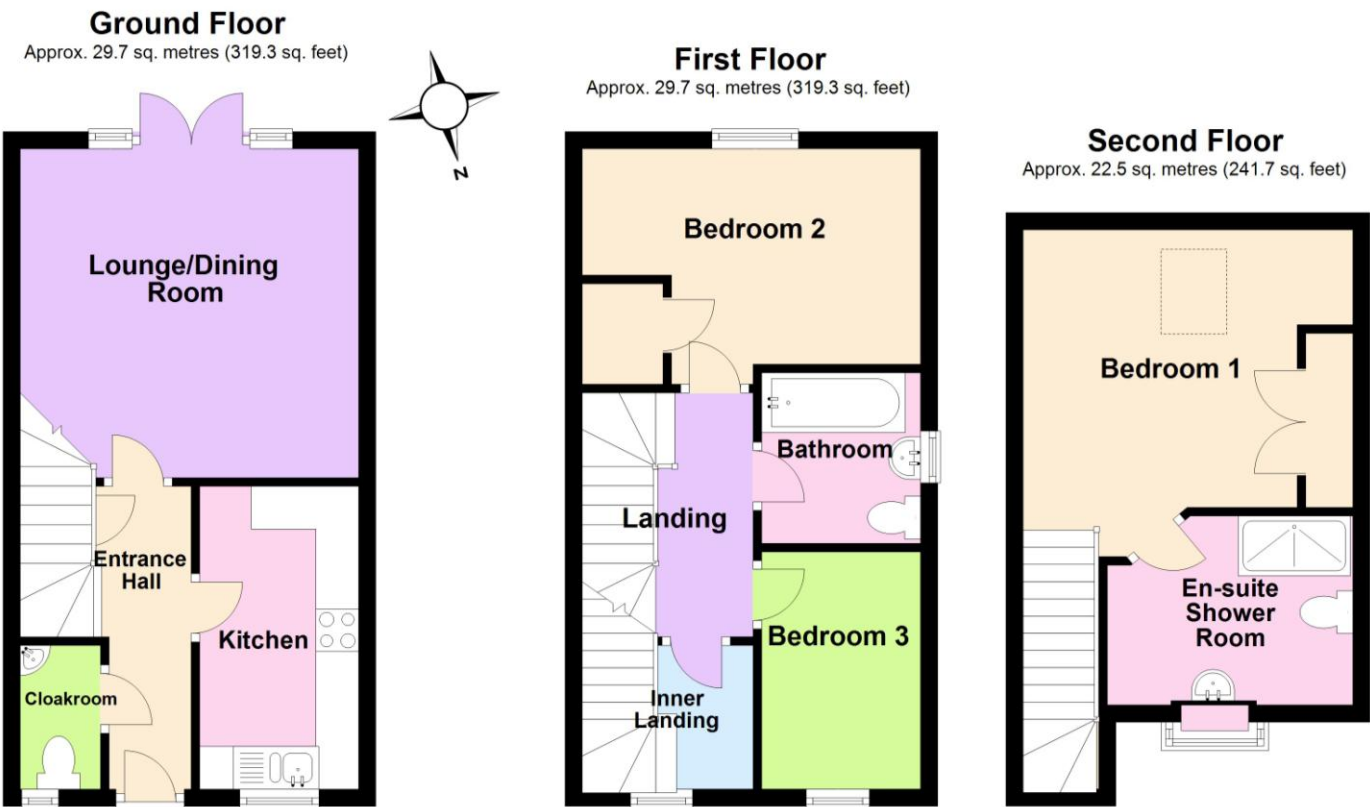 Ground Floor
Approx. 29.7 sq. metres (319.3 sq. feet)
Lounge/Dining
Room
Entrance
Hall
Kitchen
Cloakroom
N
First Floor
Approx. 29.7 sq. metres (319.3 sq. feet)
Bedroom 2
Bathroom
Landing
Bedroom 3
Inner
Landing
Second Floor
Approx. 22.5 sq. metres (241.7 sq. feet)
Bedroom 1
En-suite
Shower
Room